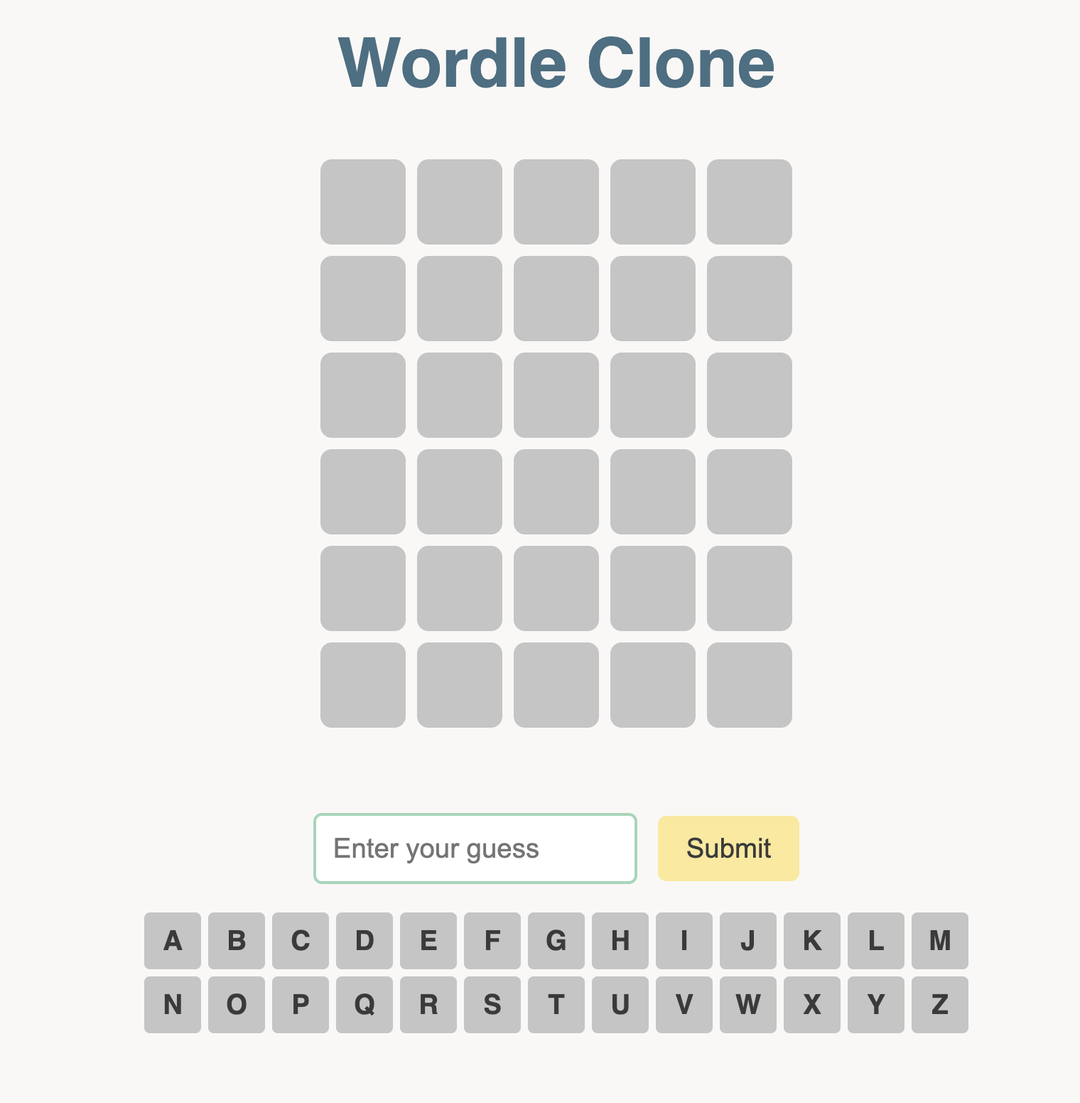 Wordle Clone
Enter your guess Submit
A B C D E F G H I J K L M
N O P Q R S T U V W X Y Z